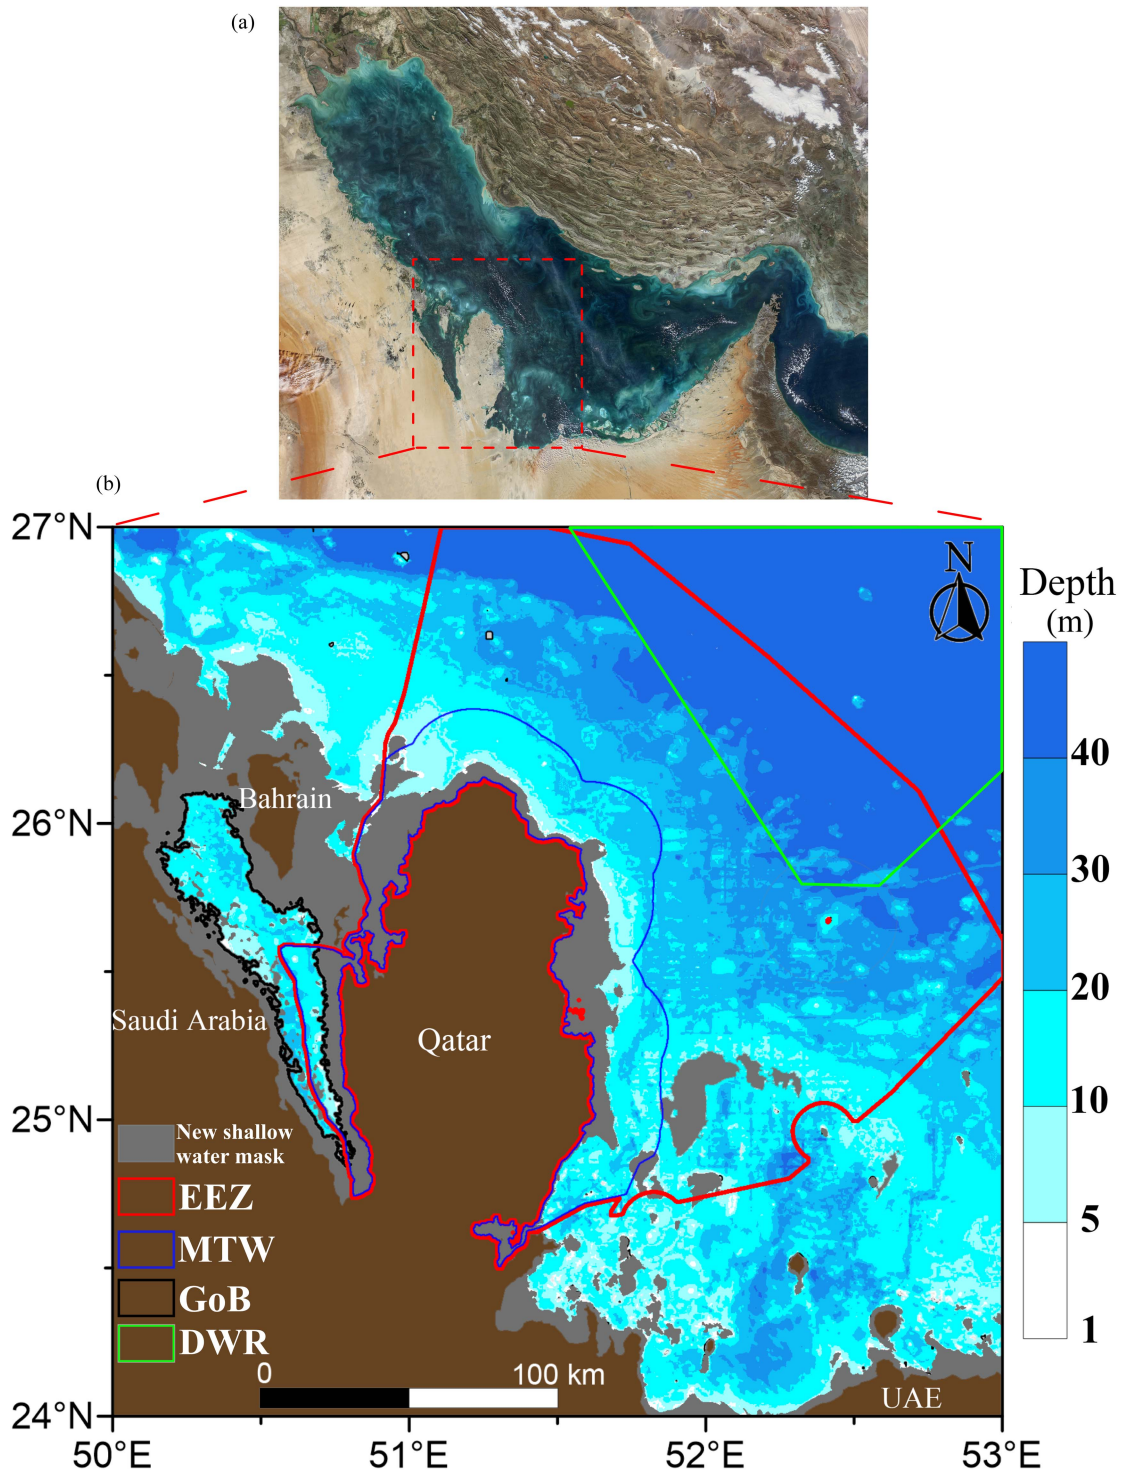 (a)
(b)
27°N
26°N
25°N
24°N
50°E
51°E
52°E
53°E
N
Depth
(m)
40
30
20
10
5
1
Bahrain
Saudi Arabia
Qatar
UAE
New shallow
water mask
EEZ
MTW
GoB
DWR
0
100 km